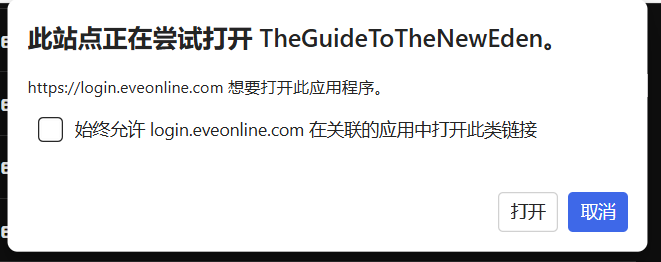 此站点正在尝试打开 TheGuideToTheNewEden。
https://login.eveonline.com 想要打开此应用程序。
始终允许 login.eveonline.com 在关联的应用中打开此类链接
打开
取消